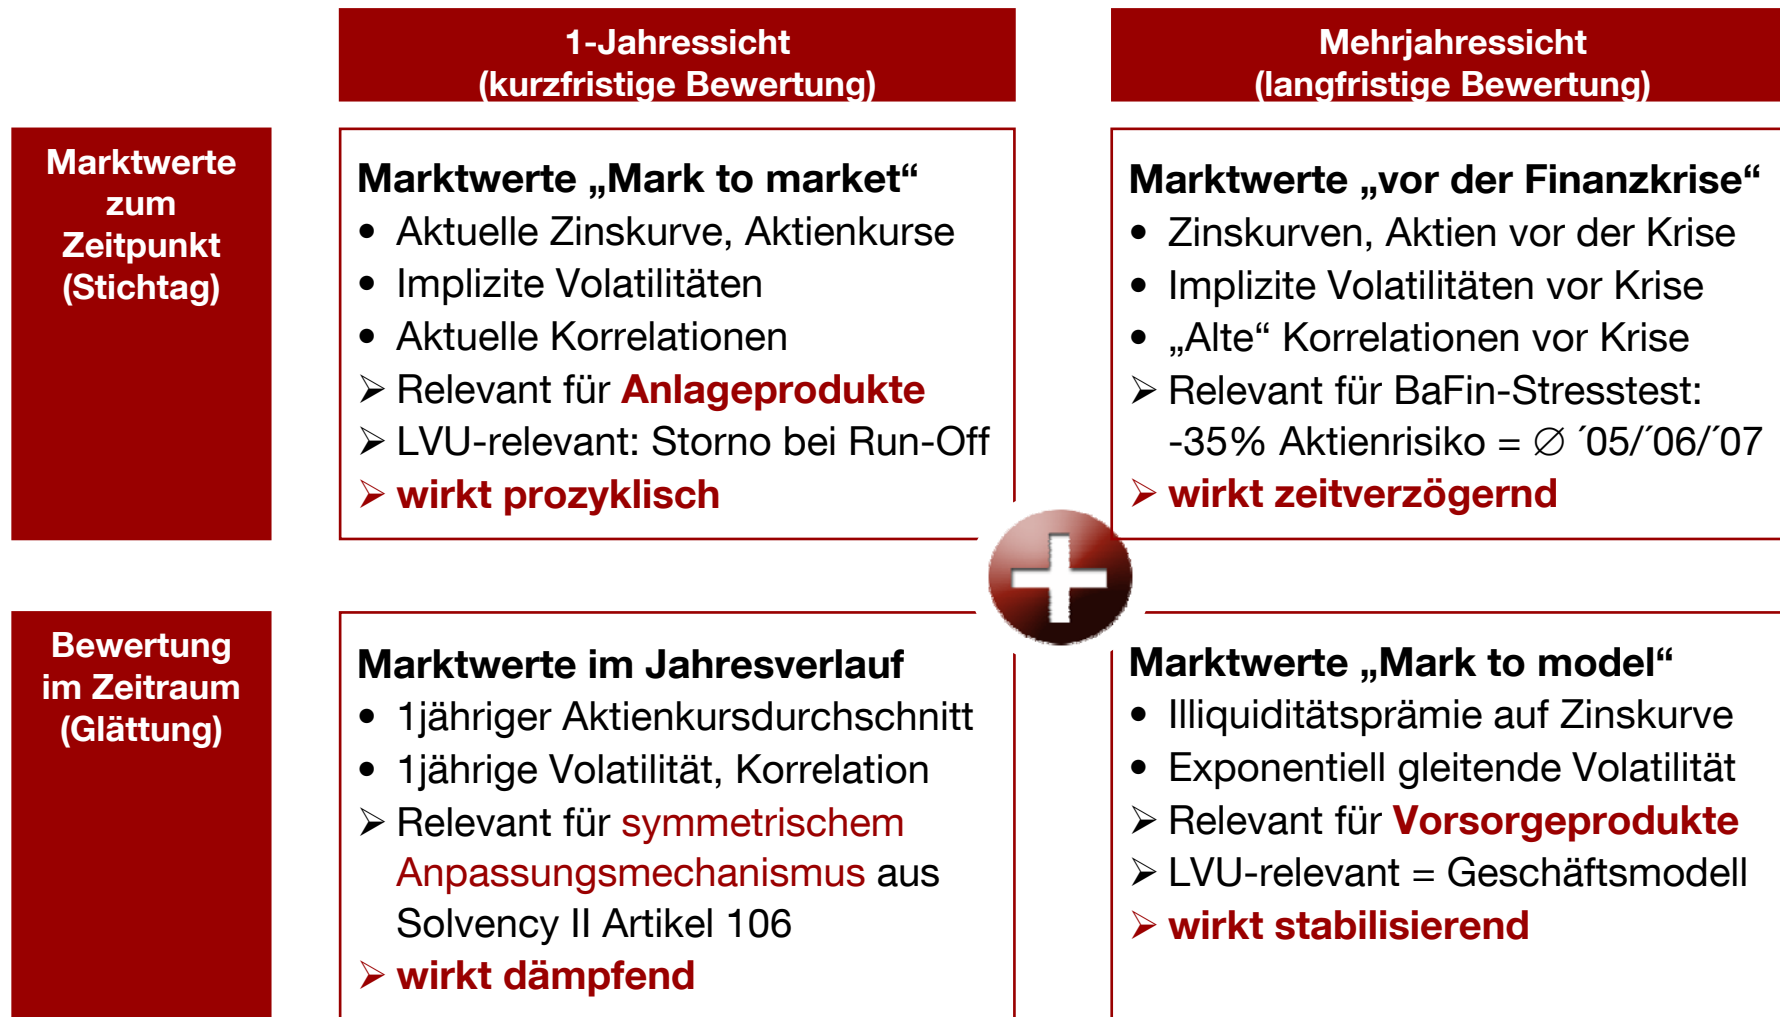 1-Jahressicht
(kurzfristige Bewertung)
Mehrjahressicht
(langfristige Bewertung)
Marktwerte
zum
Zeitpunkt
(Stichtag)
Marktwerte „Mark to market“
• Aktuelle Zinskurve, Aktienkurse
• Implizite Volatilitäten
• Aktuelle Korrelationen
➢ Relevant für Anlageprodukte
➢ LVU-relevant: Storno bei Run-Off
➢ wirkt prozyklisch
Marktwerte „vor der Finanzkrise“
• Zinskurven, Aktien vor der Krise
• Implizite Volatilitäten vor Krise
• „Alte“ Korrelationen vor Krise
➢ Relevant für BaFin-Stresstest:
-35% Aktienrisiko = ∅ ´05/´06/´07
➢ wirkt zeitverzögernd
Bewertung
im Zeitraum
(Glättung)
Marktwerte im Jahresverlauf
• 1jähriger Aktienkursdurchschnitt
• 1jährige Volatilität, Korrelation
➢ Relevant für symmetrischem
Anpassungsmechanismus aus
Solvency II Artikel 106
➢ wirkt dämpfend
Marktwerte „Mark to model“
• Illiquiditätsprämie auf Zinskurve
• Exponentiell gleitende Volatilität
➢ Relevant für Vorsorgeprodukte
➢ LVU-relevant = Geschäftsmodell
➢ wirkt stabilisierend